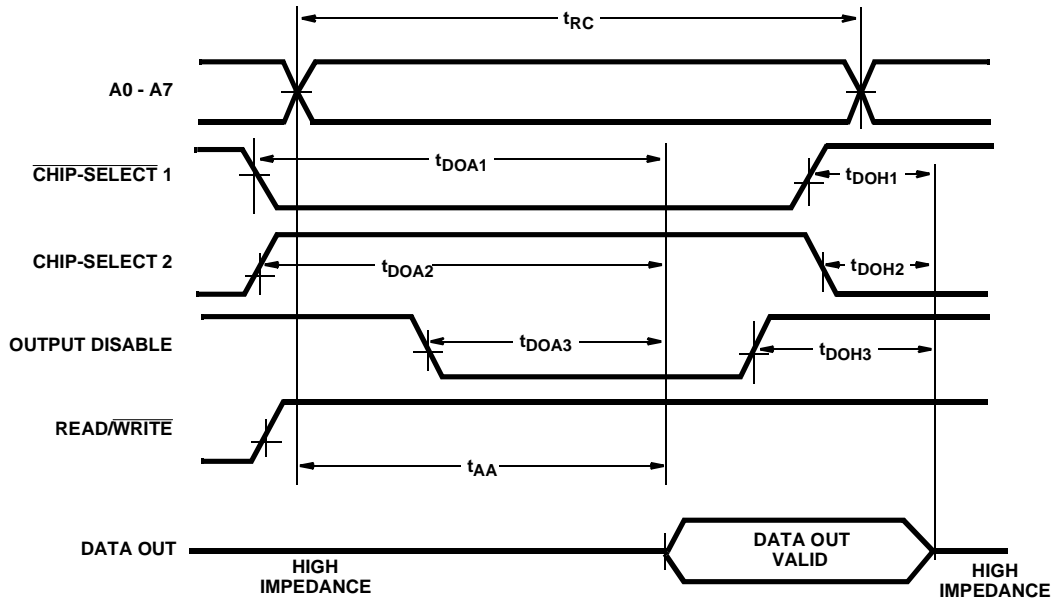 tRC
A0 - A7
CHIP-SELECT 1
tDOA1
tDOH1
CHIP-SELECT 2
tDOA2
tDOH2
OUTPUT DISABLE
tDOA3
tDOH3
READ/WRITE
tAA
DATA OUT
HIGH
IMPEDANCE
DATA OUT
VALID
HIGH
IMPEDANCE